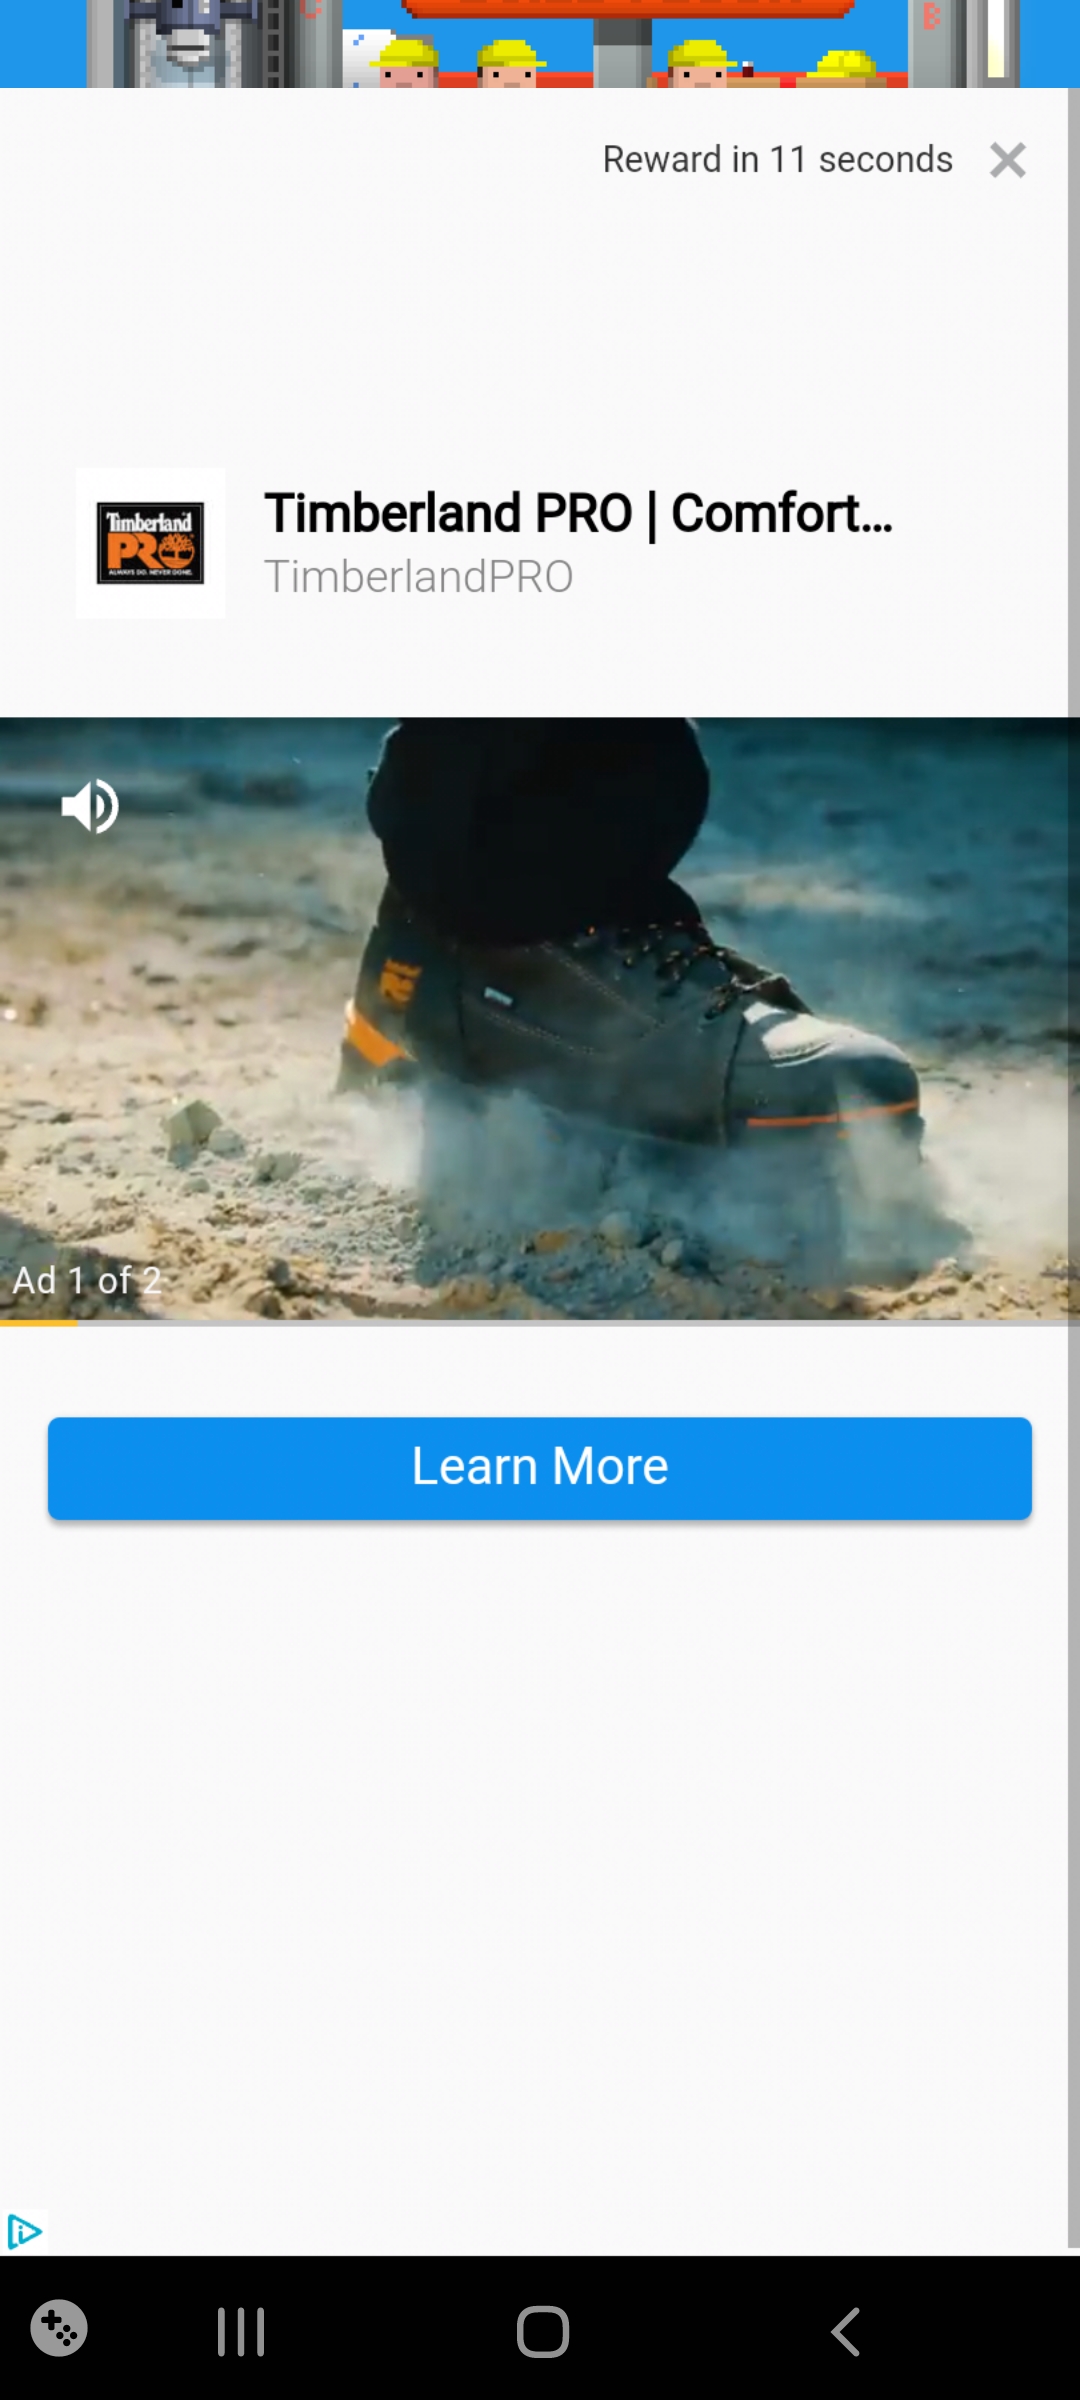 C
B
Reward in 11 seconds
Timberland
PRO
ALWAYS DO. NEVER DONE.
Timberland PRO | Comfort...
TimberlandPRO
Ad 1 of 2
Learn More